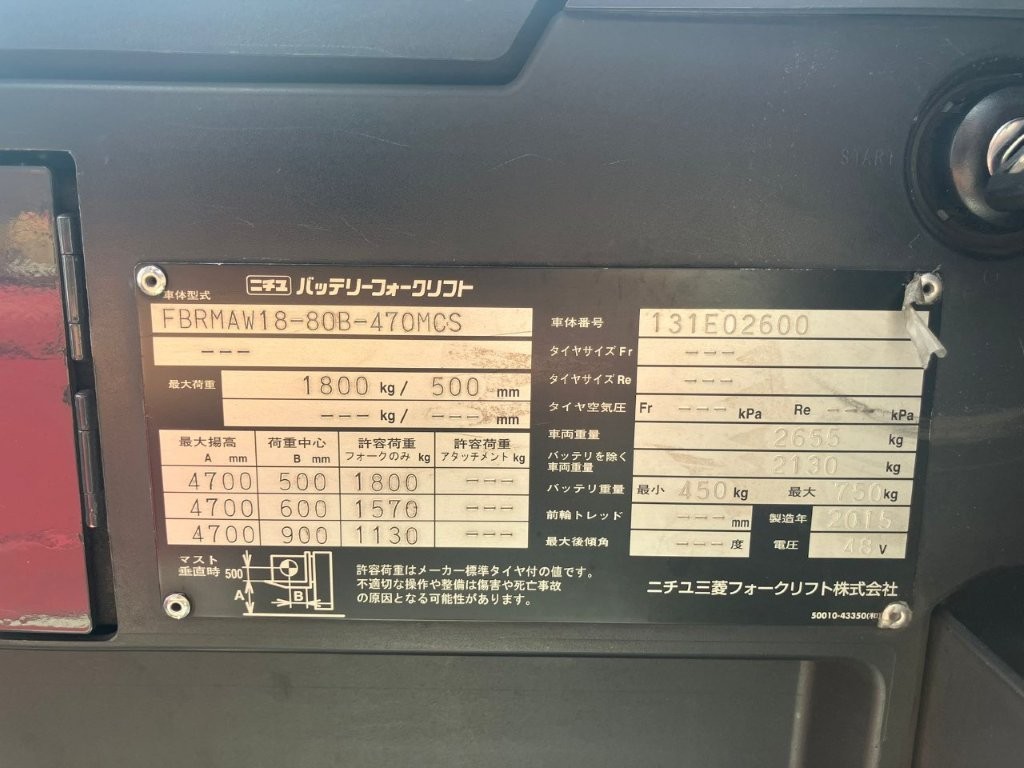 START
ニチユ バッテリーフォークリフト
車体型式
FBRMAW18-80B-470MCS
---
最大荷重 1800 kg/ 500 mm
--- kg/ --- mm
最大揚高 A mm 荷重中心 B mm 許容荷重 フォークのみ kg 許容荷重 アタッチメント kg
4700 500 1800 ---
4700 600 1570 ---
4700 900 1130 ---
マスト垂直時 500 A B
許容荷重はメーカー標準タイヤ付の値です。
不適切な操作や整備は傷害や死亡事故
の原因となる可能性があります。
車体番号 131E02600
タイヤサイズ Fr ---
タイヤサイズ Re ---
タイヤ空気圧 Fr --- kPa Re --- kPa
車両重量 2655 kg
バッテリを除く車両重量 2130 kg
バッテリ重量 最小 450 kg 最大 750 kg
前輪トレッド --- mm 製造年 2015
最大後傾角 --- 度 電圧 48 V
ニチユ三菱フォークリフト株式会社
50010-43350(和)